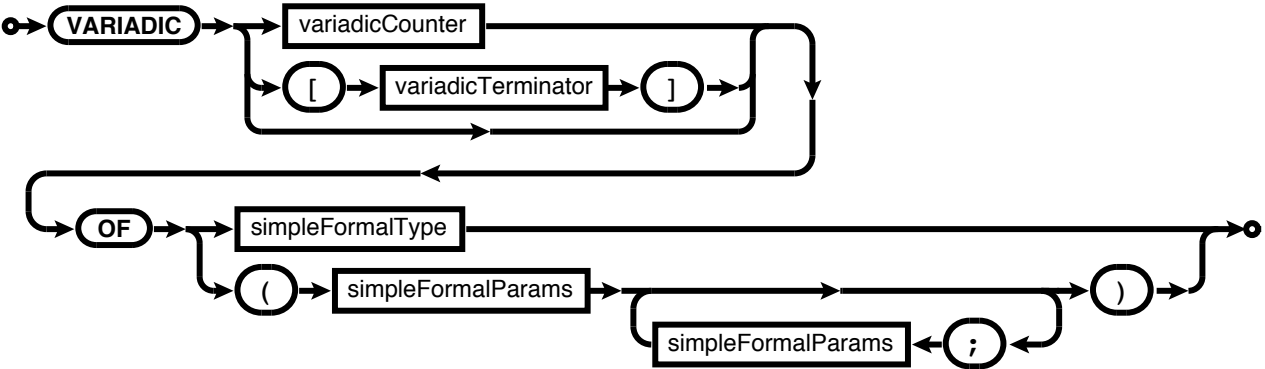 VARIADIC variadicCounter
[ variadicTerminator ]
OF simpleFormalType
( simpleFormalParams )
simpleFormalParams ;